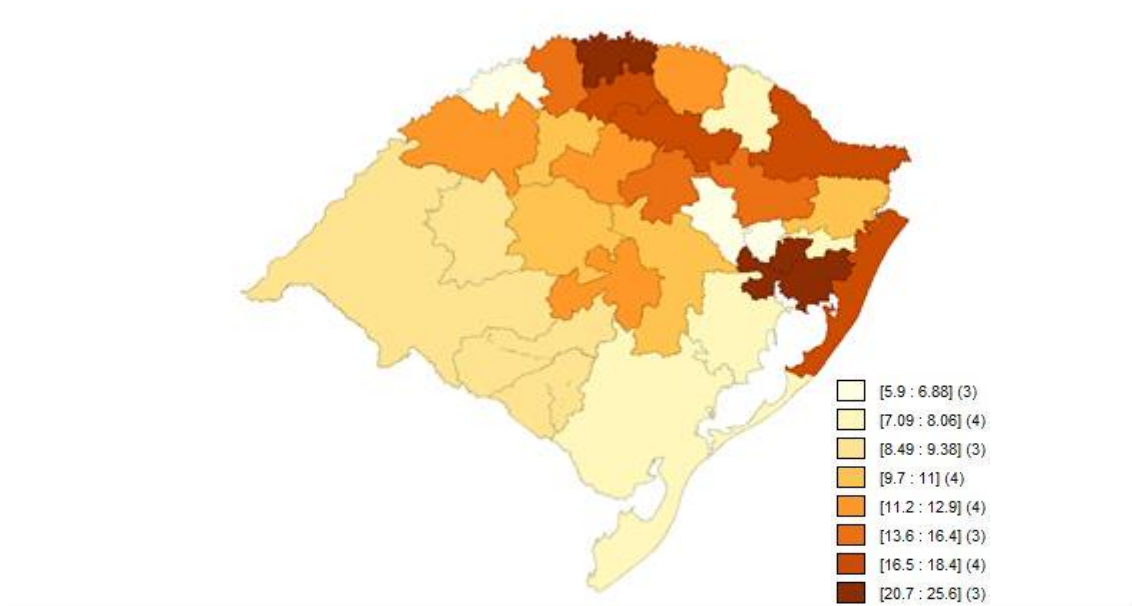 [5.9 : 6.88] (3)
[7.09 : 8.06] (4)
[8.49 : 9.38] (3)
[9.7 : 11] (4)
[11.2 : 12.9] (4)
[13.6 : 16.4] (3)
[16.5 : 18.4] (4)
[20.7 : 25.6] (3)